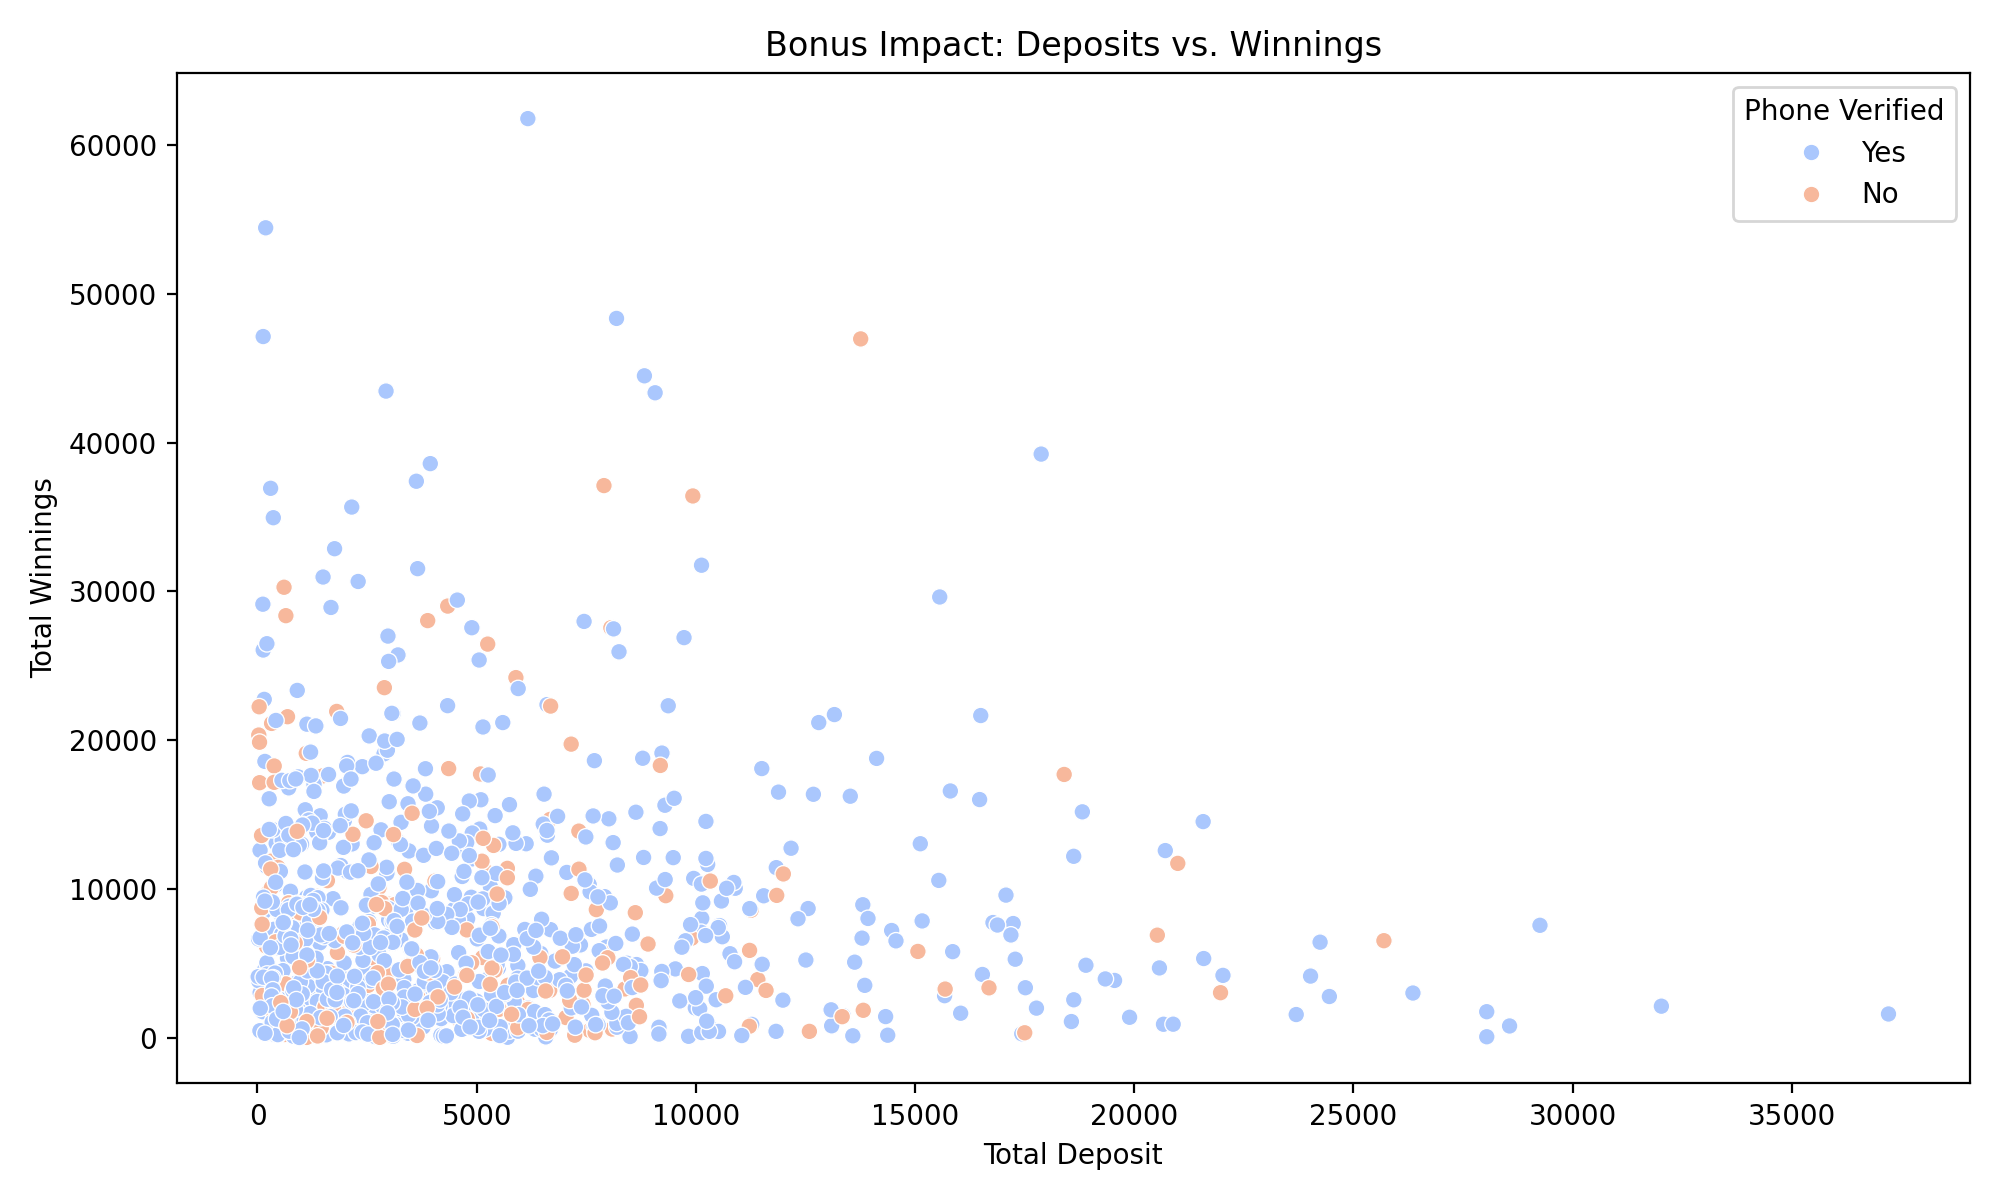 Bonus Impact: Deposits vs. Winnings
Phone Verified
Yes
No
Total Winnings
60000
50000
40000
30000
20000
10000
0
0 5000 10000 15000 20000 25000 30000 35000
Total Deposit